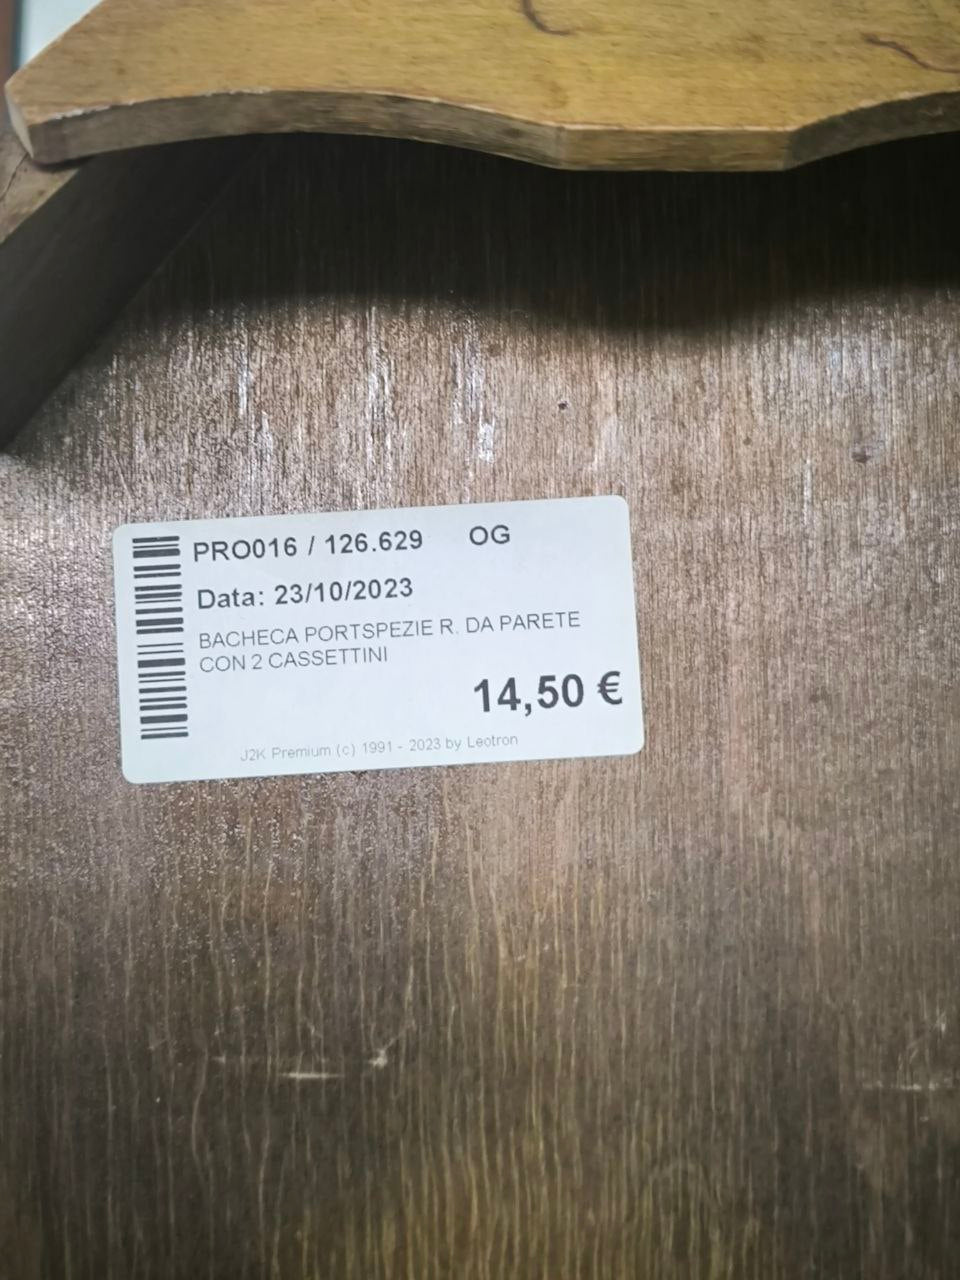 PRO016 / 126.629 OG
Data: 23/10/2023
BACHECA PORTSPEZIE R. DA PARETE
CON 2 CASSETTINI
14,50 €
J2K Premium (c) 1991 - 2023 by Leotron